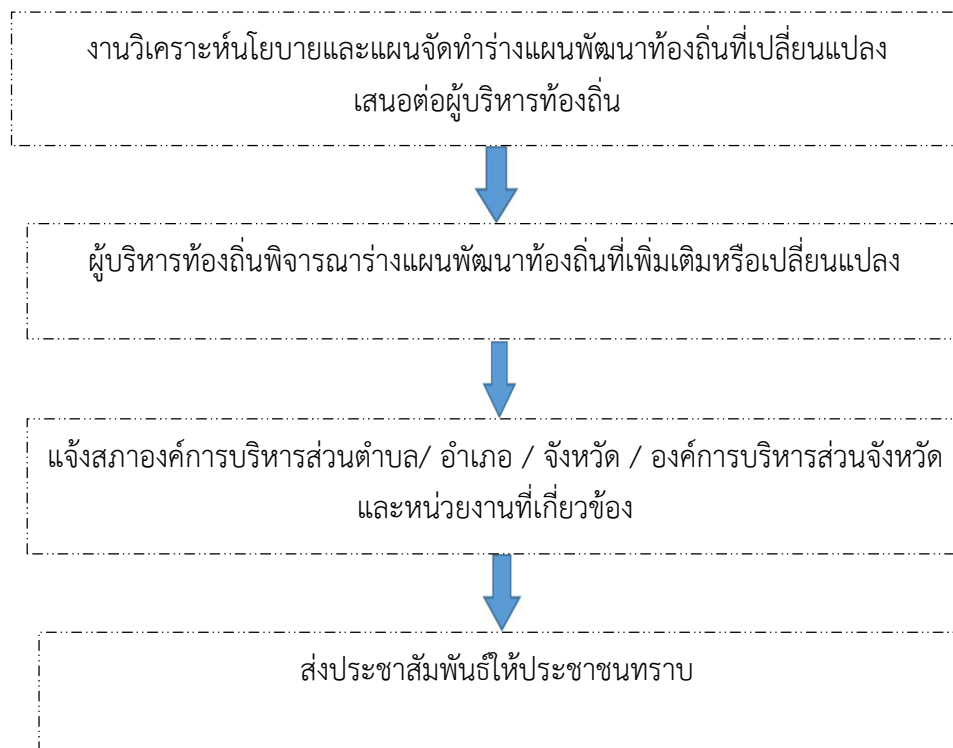 งานวิเคราะห์นโยบายและแผนจัดทำร่างแผนพัฒนาท้องถิ่นที่เปลี่ยนแปลง
เสนอต่อผู้บริหารท้องถิ่น
ผู้บริหารท้องถิ่นพิจารณาร่างแผนพัฒนาท้องถิ่นที่เพิ่มเติมหรือเปลี่ยนแปลง
แจ้งสภาองค์การบริหารส่วนตำบล/ อำเภอ / จังหวัด / องค์การบริหารส่วนจังหวัด
และหน่วยงานที่เกี่ยวข้อง
ส่งประชาสัมพันธ์ให้ประชาชนทราบ